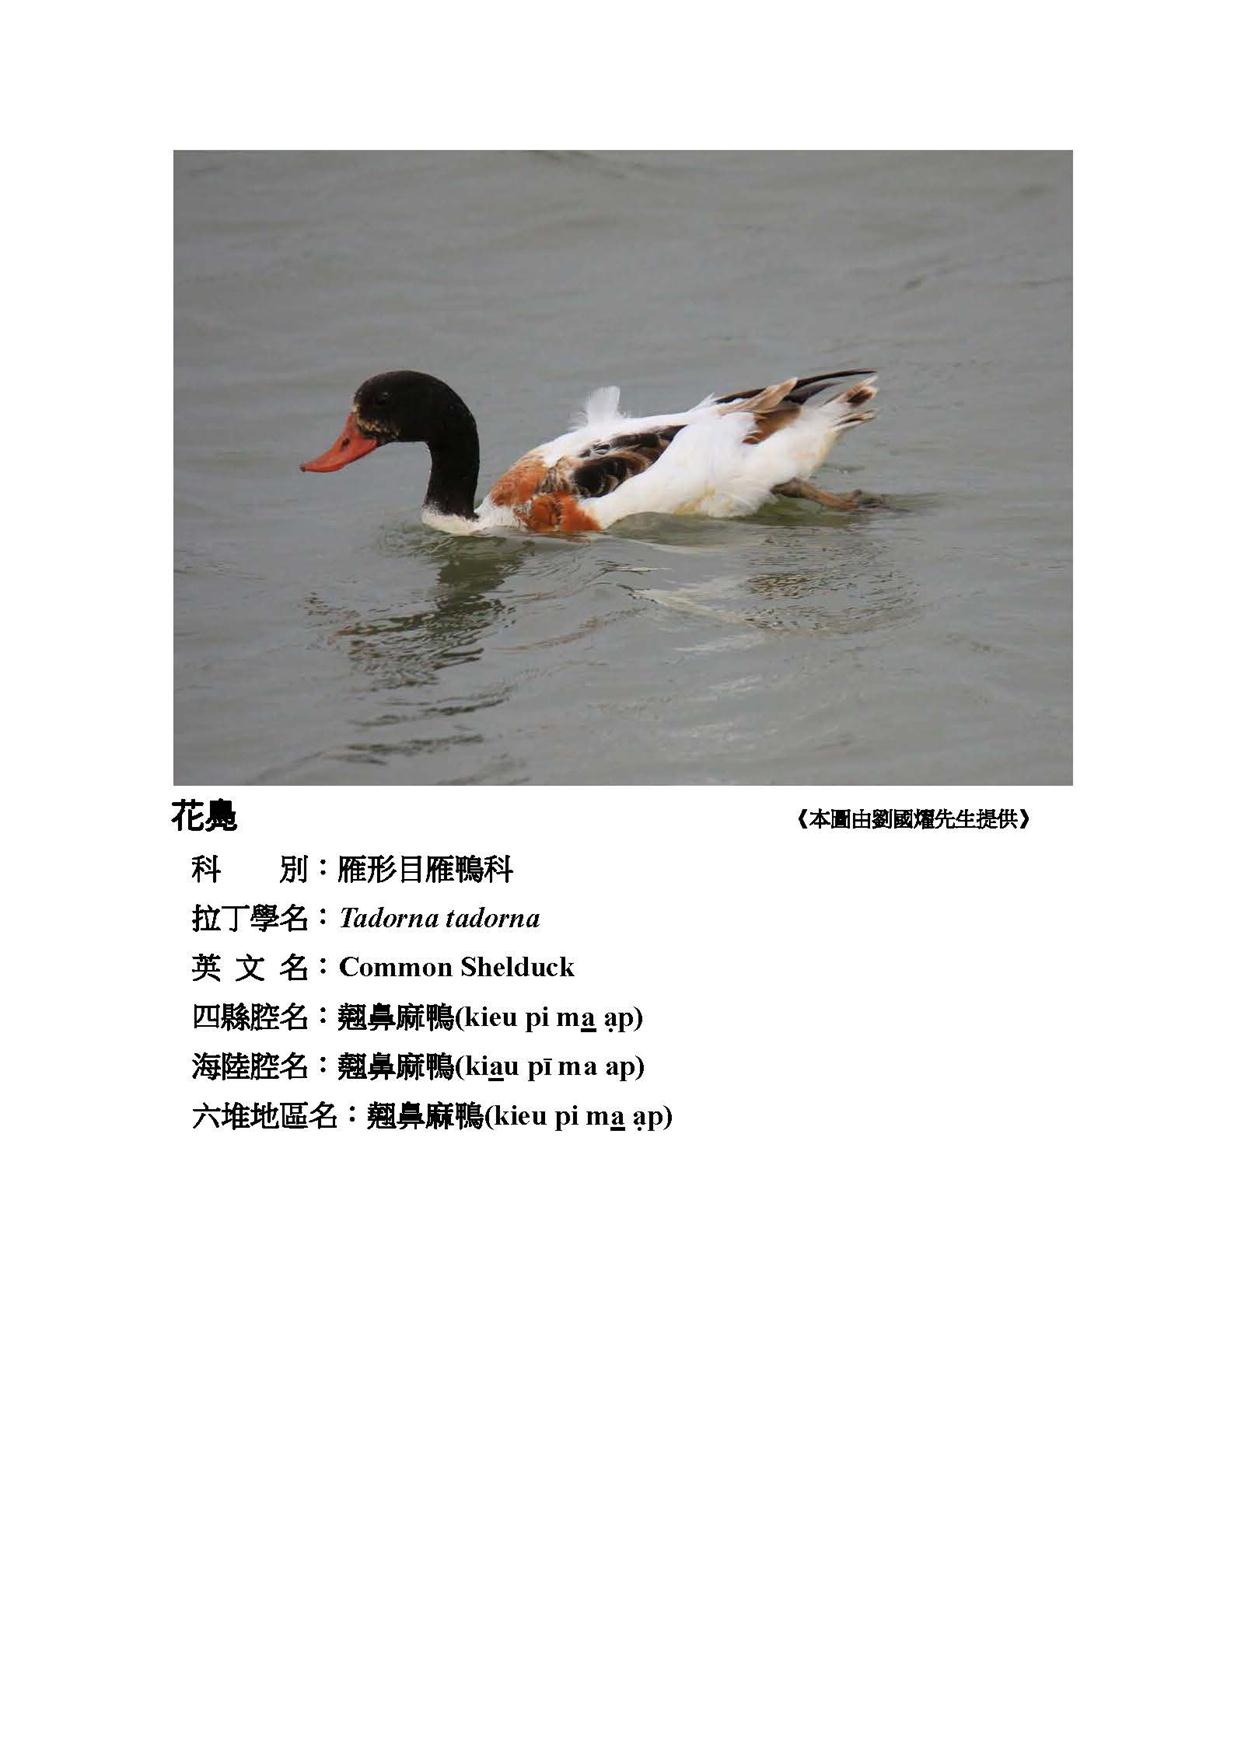 花鳧
《本圖由劉國燿先生提供》
科　　別：雁形目雁鴨科
拉丁學名：Tadorna tadorna
英 文 名：Common Shelduck
四縣腔名：翹鼻麻鴨(kieu pi ma̲ ạp)
海陸腔名：翹鼻麻鴨(kia̲u pī ma ap)
六堆地區名：翹鼻麻鴨(kieu pi ma̲ ạp)